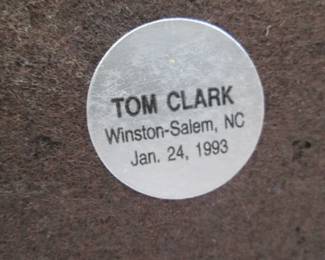 TOM CLARK
Winston-Salem, NC
Jan. 24, 1993